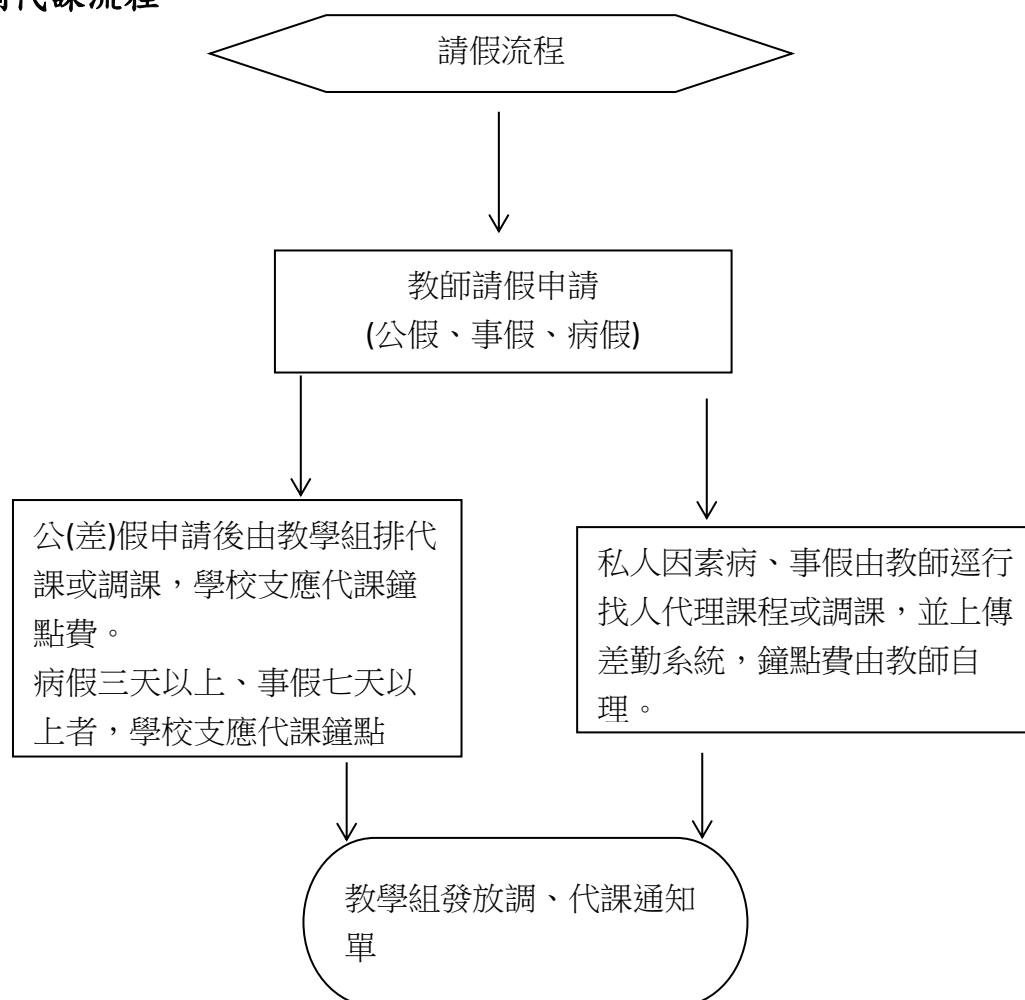 代課流程
請假流程
教師請假申請
(公假、事假、病假)
公(差)假申請後由教學組排代
課或調課，學校支應代課鐘
點費。
病假三天以上、事假七天以
上者，學校支應代課鐘點
私人因素病、事假由教師逕行
找人代理課程或調課，並上傳
差勤系統，鐘點費由教師自
理。
教學組發放調、代課通知
單